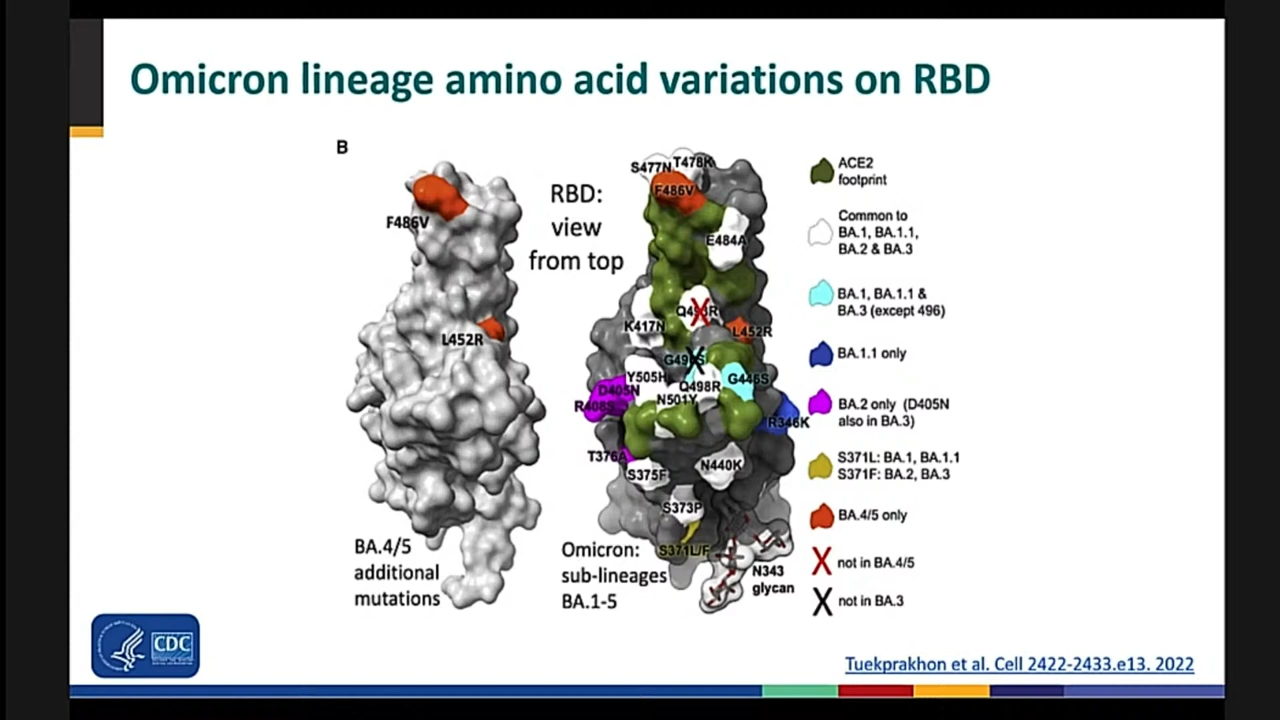 Omicron lineage amino acid variations on RBD
B
F486V
L452R
BA.4/5
additional
mutations
RBD:
view
from top
S477N
T478K
F486V
E484A
Q493R
K417N
L452R
G496S
Y505H
Q498R
G446S
D405N
N501Y
R408S
R346K
T376A
S375F
N440K
S373P
S371L/F
N343
glycan
Omicron:
sub-lineages
BA.1-5
ACE2
footprint
Common to
BA.1, BA.1.1,
BA.2 & BA.3
BA.1, BA.1.1 &
BA.3 (except 496)
BA.1.1 only
BA.2 only (D405N
also in BA.3)
S371L: BA.1, BA.1.1
S371F: BA.2, BA.3
BA.4/5 only
X not in BA.4/5
X not in BA.3
CDC
Tuekprakhon et al. Cell 2422-2433.e13. 2022